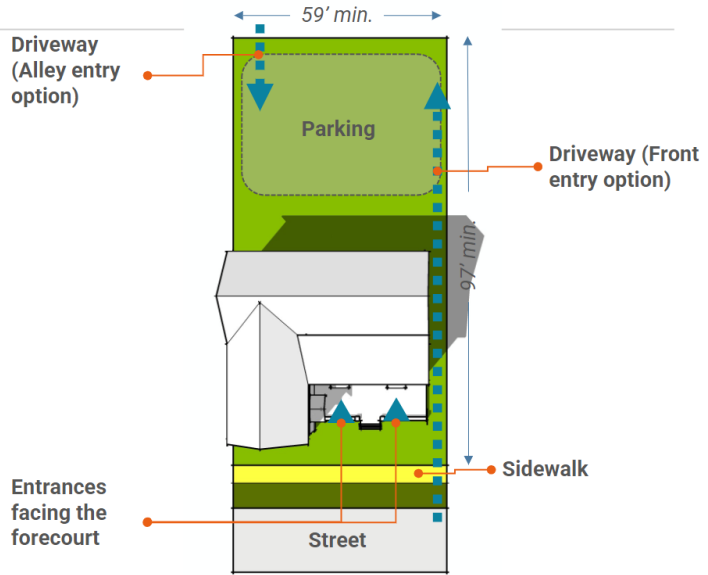 59’ min.
Driveway
(Alley entry
option)
Parking
Driveway (Front
entry option)
97’ min.
Sidewalk
Entrances
facing the
forecourt
Street